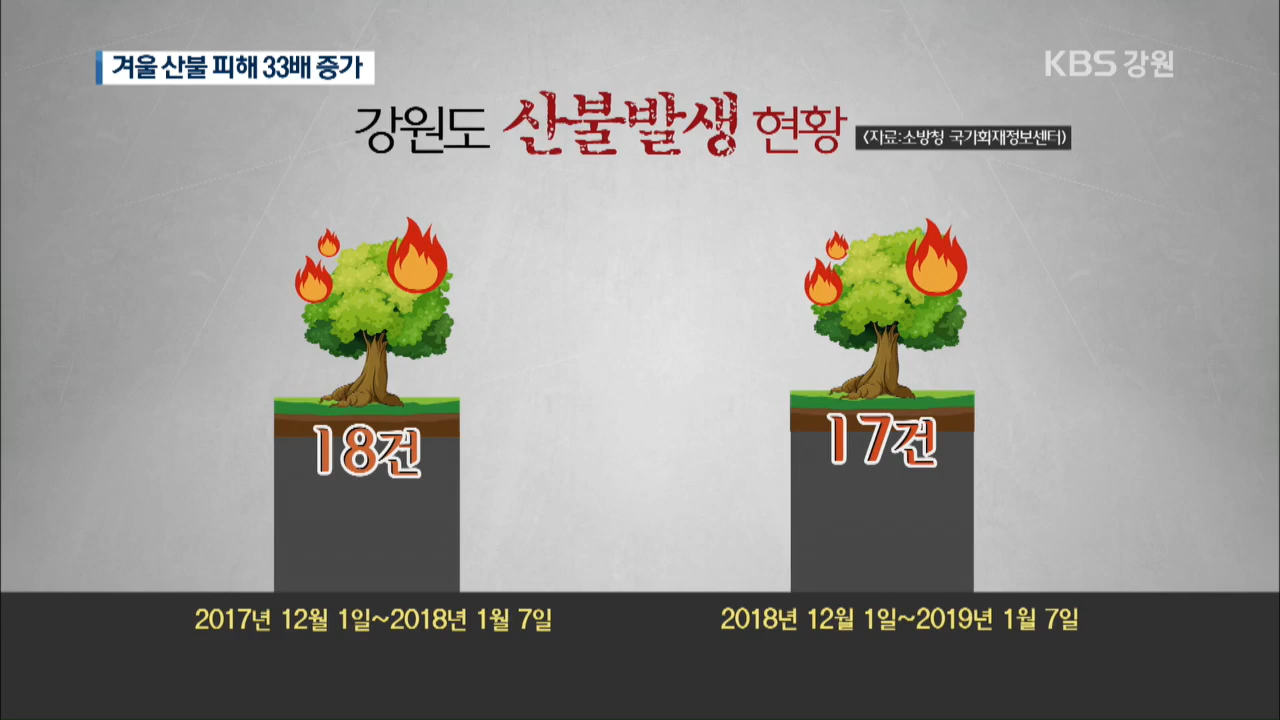 겨울 산불 피해 33배 증가
KBS 강원
강원도 산불발생 현황
<자료:소방청 국가화재정보센터>
18건
17건
2017년 12월 1일~2018년 1월 7일
2018년 12월 1일~2019년 1월 7일